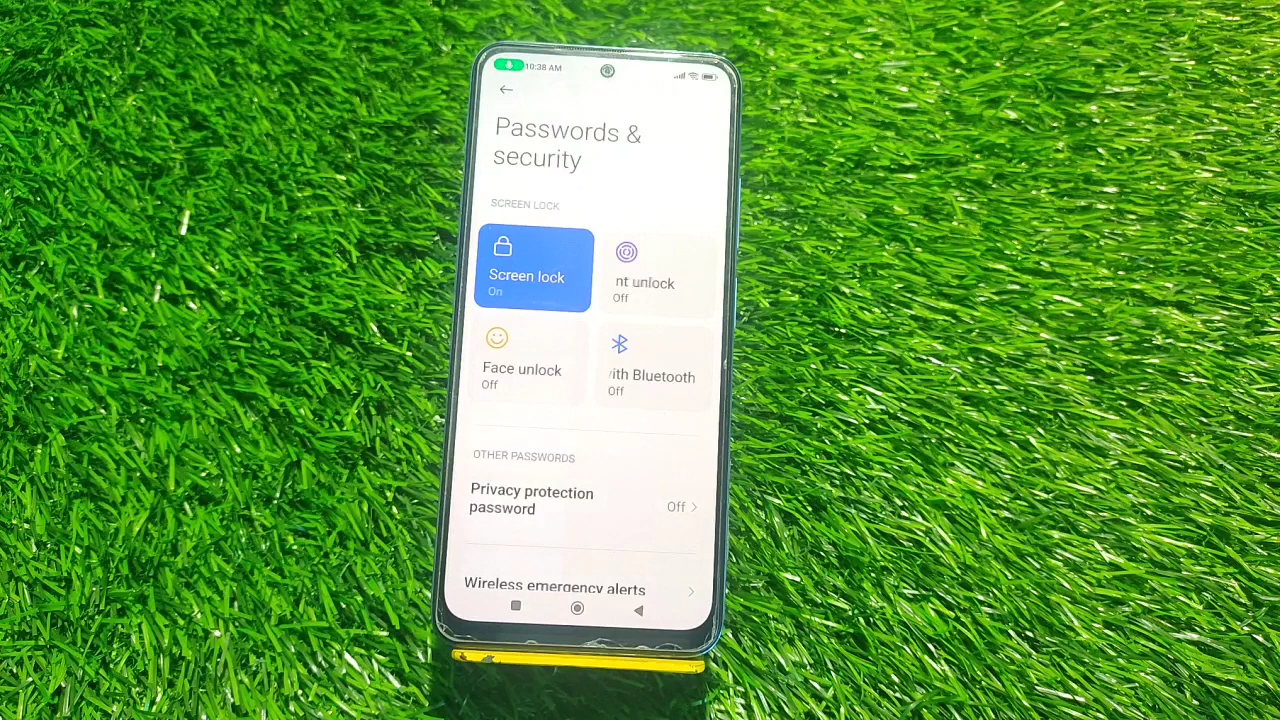 10:38 AM
Passwords &
security
SCREEN LOCK
Screen lock
On
nt unlock
Off
Face unlock
Off
ith Bluetooth
Off
OTHER PASSWORDS
Privacy protection
password
Off
Wireless emergency alerts